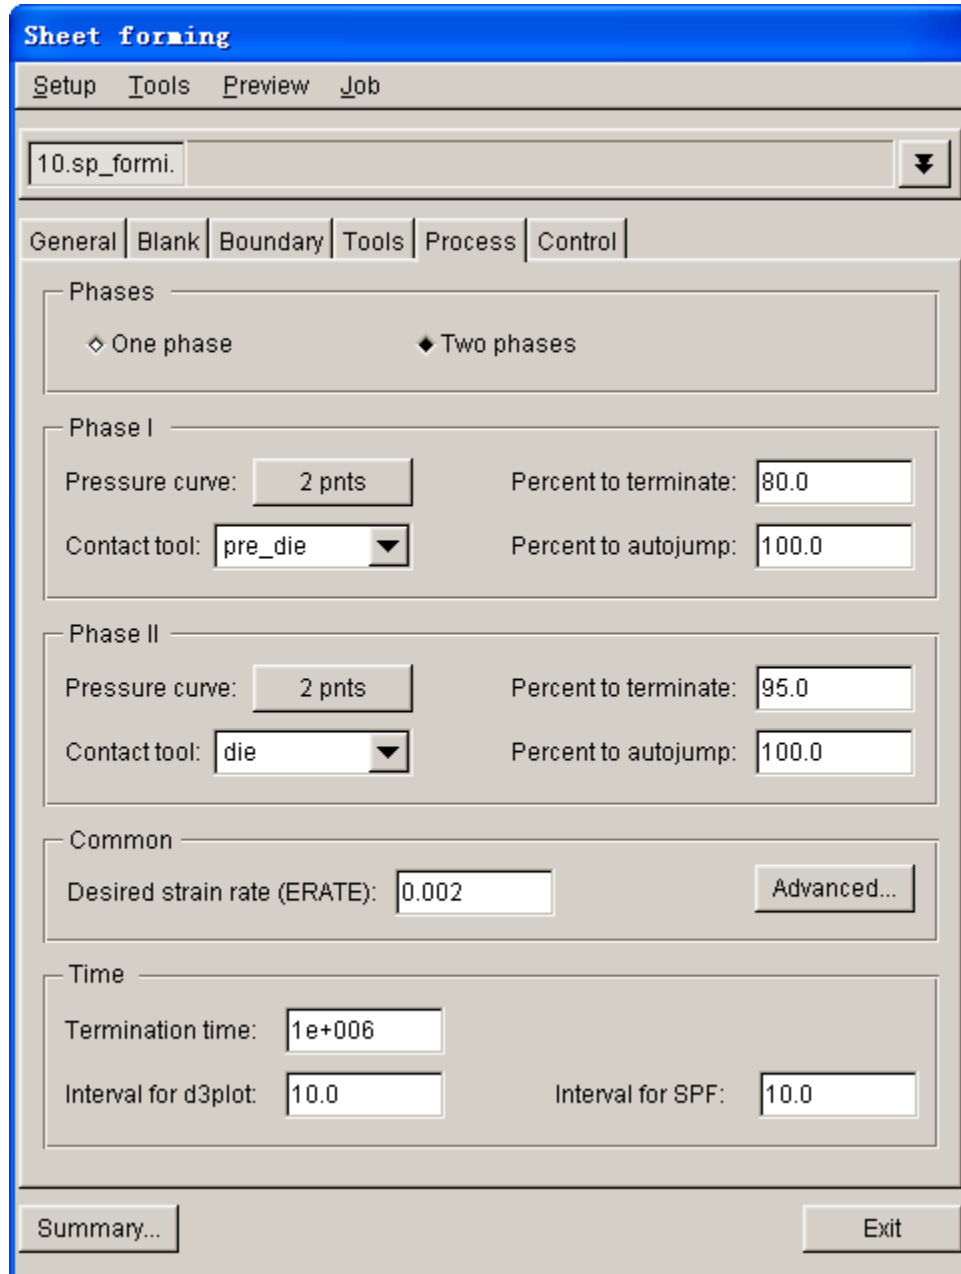 Sheet forming
Setup Tools Preview Job
10.sp_formi.
General Blank Boundary Tools Process Control
Phases
One phase Two phases
Phase I
Pressure curve: 2 pnts Percent to terminate: 80.0
Contact tool: pre_die Percent to autojump: 100.0
Phase II
Pressure curve: 2 pnts Percent to terminate: 95.0
Contact tool: die Percent to autojump: 100.0
Common
Desired strain rate (ERATE): 0.002 Advanced...
Time
Termination time: 1e+006
Interval for d3plot: 10.0 Interval for SPF: 10.0
Summary... Exit